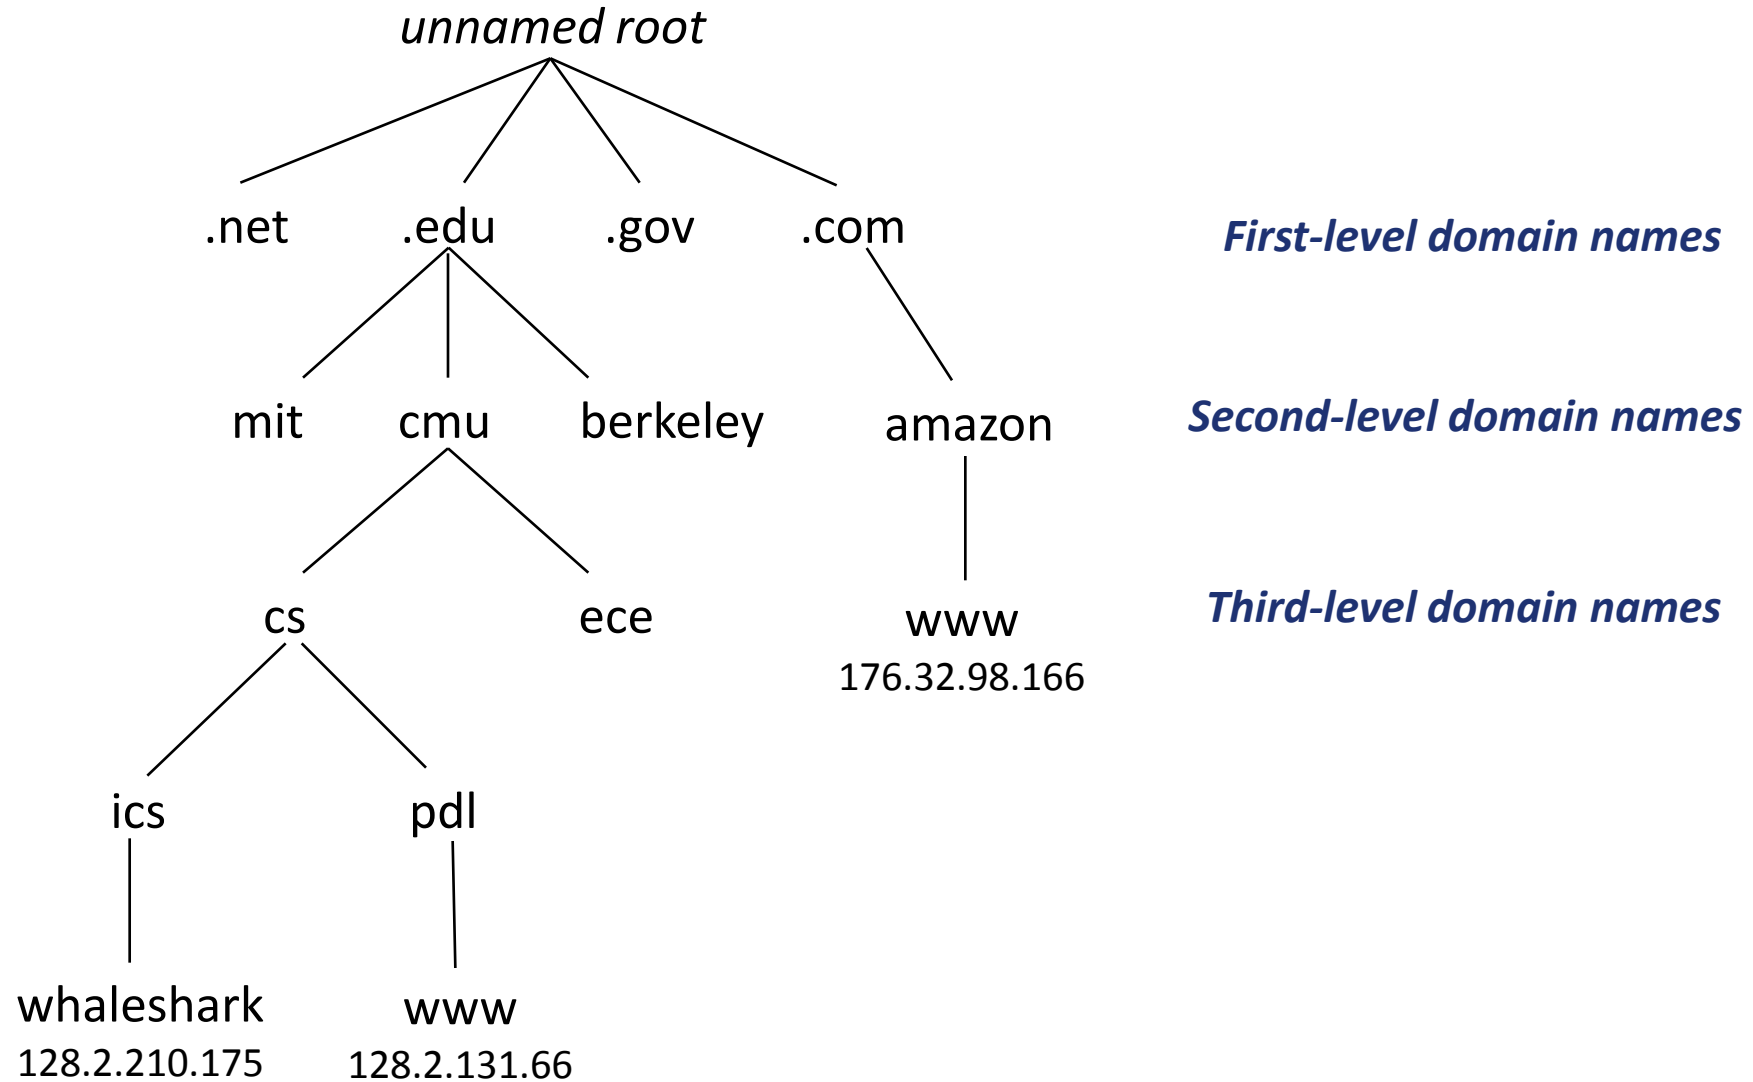 unnamed root
.net .edu .gov .com
First-level domain names
mit cmu berkeley amazon
Second-level domain names
cs ece www
176.32.98.166
Third-level domain names
ics pdl
whaleshark www
128.2.210.175 128.2.131.66